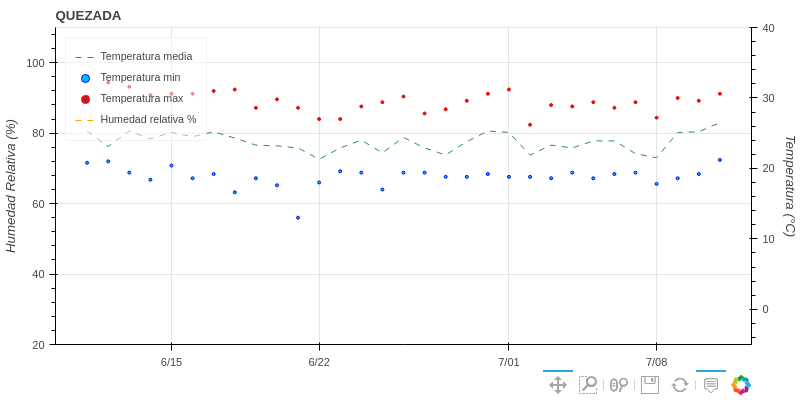 QUEZADA
Temperatura media
Temperatura min
Temperatura max
Humedad relativa %
Humedad Relativa (%)
100
80
60
40
20
Temperatura (°C)
40
30
20
10
0
6/15
6/22
7/01
7/08